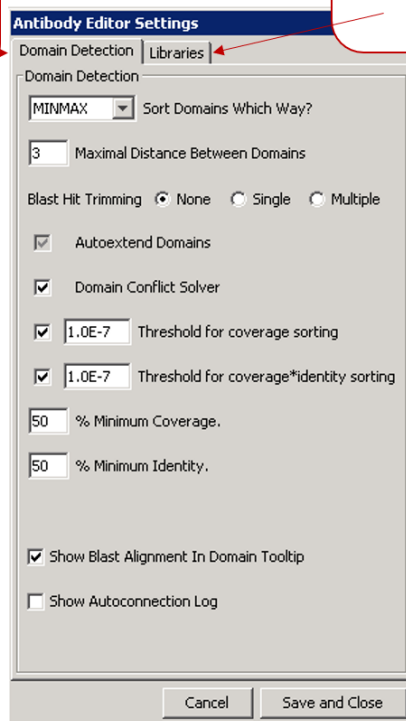 Antibody Editor Settings
Domain Detection Libraries
Domain Detection
MINMAX Sort Domains Which Way?
3 Maximal Distance Between Domains
Blast Hit Trimming None Single Multiple
Autoextend Domains
Domain Conflict Solver
1.0E-7 Threshold for coverage sorting
1.0E-7 Threshold for coverage*identity sorting
50 % Minimum Coverage.
50 % Minimum Identity.
Show Blast Alignment In Domain Tooltip
Show Autoconnection Log
Cancel Save and Close